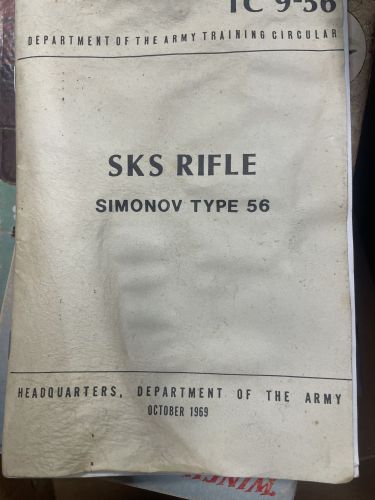 TC 9-56
DEPARTMENT OF THE ARMY TRAINING CIRCULAR
SKS RIFLE
SIMONOV TYPE 56
HEADQUARTERS, DEPARTMENT OF THE ARMY
OCTOBER 1969